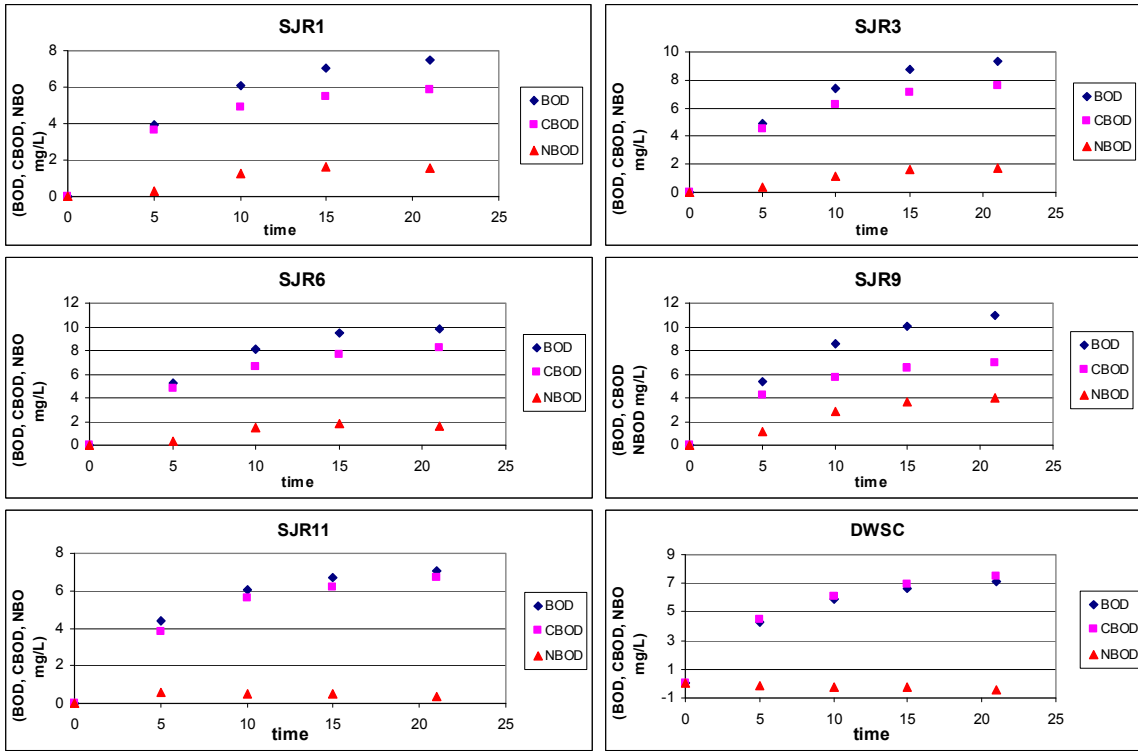 SJR1
8
6
4
2
0
0 5 10 15 20 25
time
(BOD, CBOD, NBO
mg/L)
BOD
CBOD
NBOD
SJR3
10
8
6
4
2
0
0 5 10 15 20 25
time
(BOD, CBOD, NBO
mg/L)
BOD
CBOD
NBOD
SJR6
12
10
8
6
4
2
0
0 5 10 15 20 25
time
(BOD, CBOD, NBO
mg/L)
BOD
CBOD
NBOD
SJR9
12
10
8
6
4
2
0
0 5 10 15 20 25
time
(BOD, CBOD
NBOD mg/L)
BOD
CBOD
NBOD
SJR11
8
6
4
2
0
0 5 10 15 20 25
time
(BOD, CBOD, NBO
mg/L)
BOD
CBOD
NBOD
DWSC
9
7
5
3
1
-1
0 5 10 15 20 25
time
(BOD, CBOD, NBO
mg/L)
BOD
CBOD
NBOD